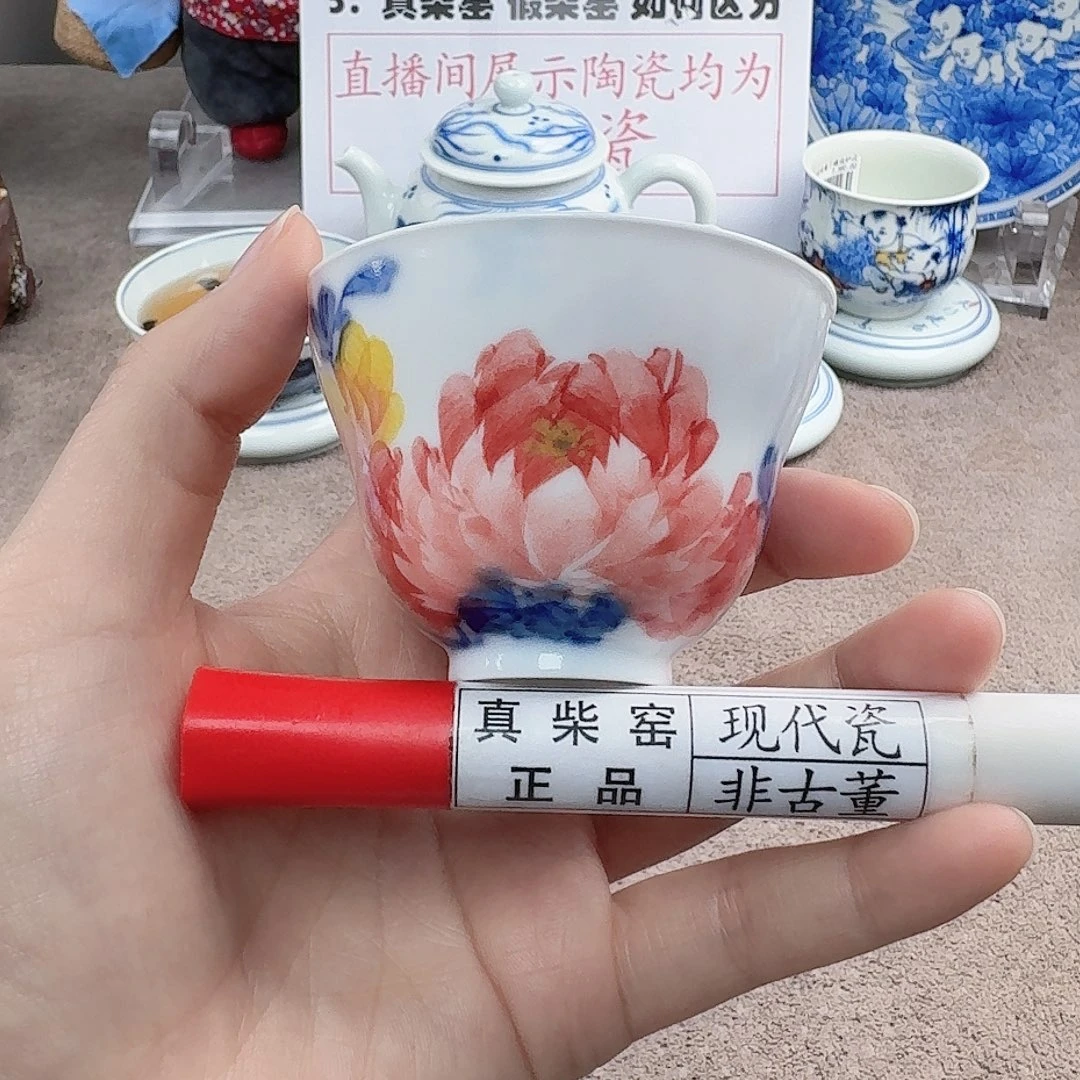 3. 真柴窑 假柴窑 如何区分
直播间展示陶瓷均为
瓷
真柴窑
正品
现代瓷
非古董